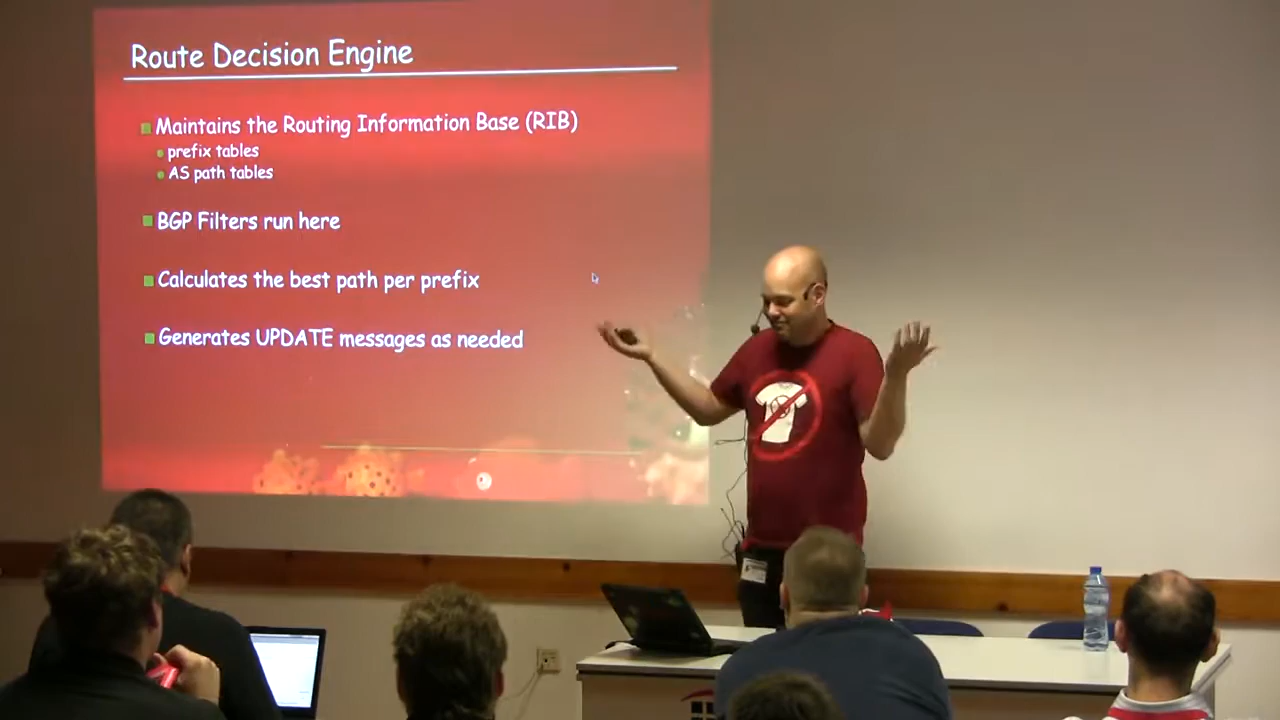 Route Decision Engine
Maintains the Routing Information Base (RIB)
prefix tables
AS path tables
BGP Filters run here
Calculates the best path per prefix
Generates UPDATE messages as needed